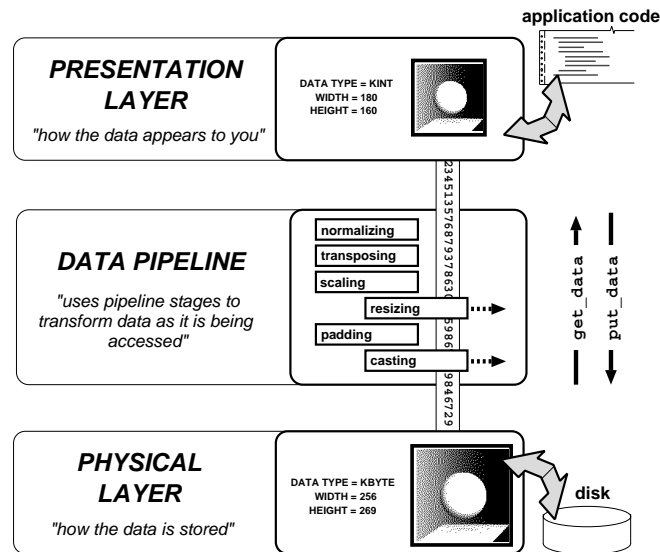 application code
PRESENTATION
LAYER
"how the data appears to you"
DATA TYPE = KINT
WIDTH = 180
HEIGHT = 160
DATA PIPELINE
"uses pipeline stages to
transform data as it is being
accessed"
normalizing
transposing
scaling
resizing
padding
casting
get_data
put_data
PHYSICAL
LAYER
"how the data is stored"
DATA TYPE = KBYTE
WIDTH = 256
HEIGHT = 269
disk